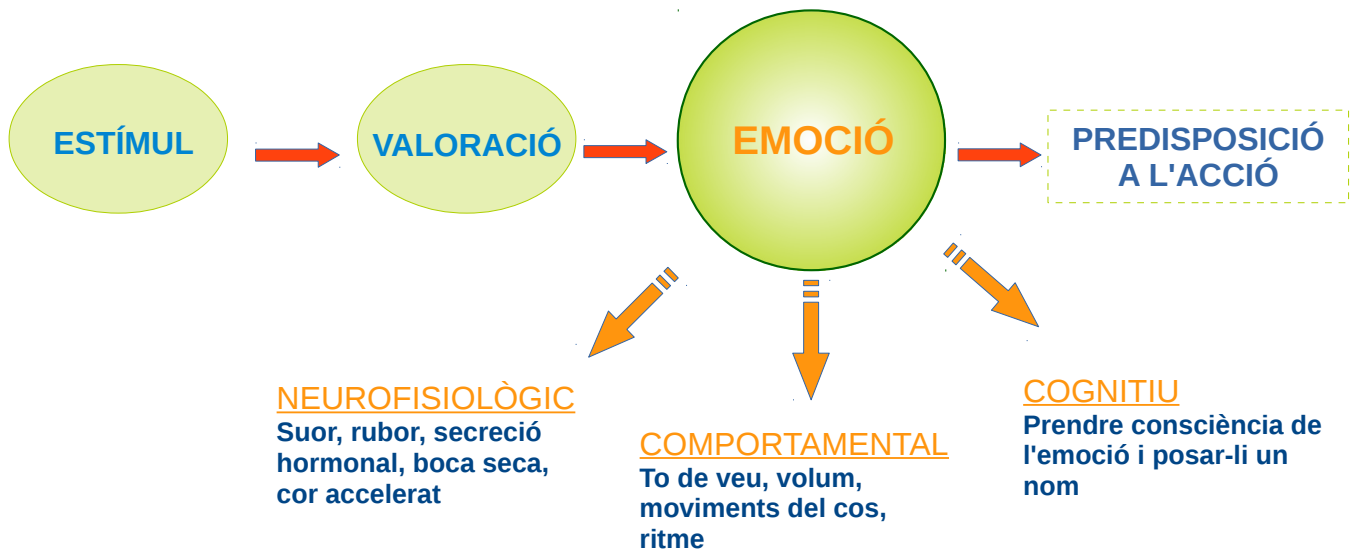 ESTÍMUL
VALORACIÓ
EMOCIÓ
PREDISPOSICIÓ
A L'ACCIÓ
NEUROFISIOLÒGIC
Suor, rubor, secreció
hormonal, boca seca,
cor accelerat
COMPORTAMENTAL
To de veu, volum,
moviments del cos,
ritme
COGNITIU
Prendre consciència de
l'emoció i posar-li un
nom